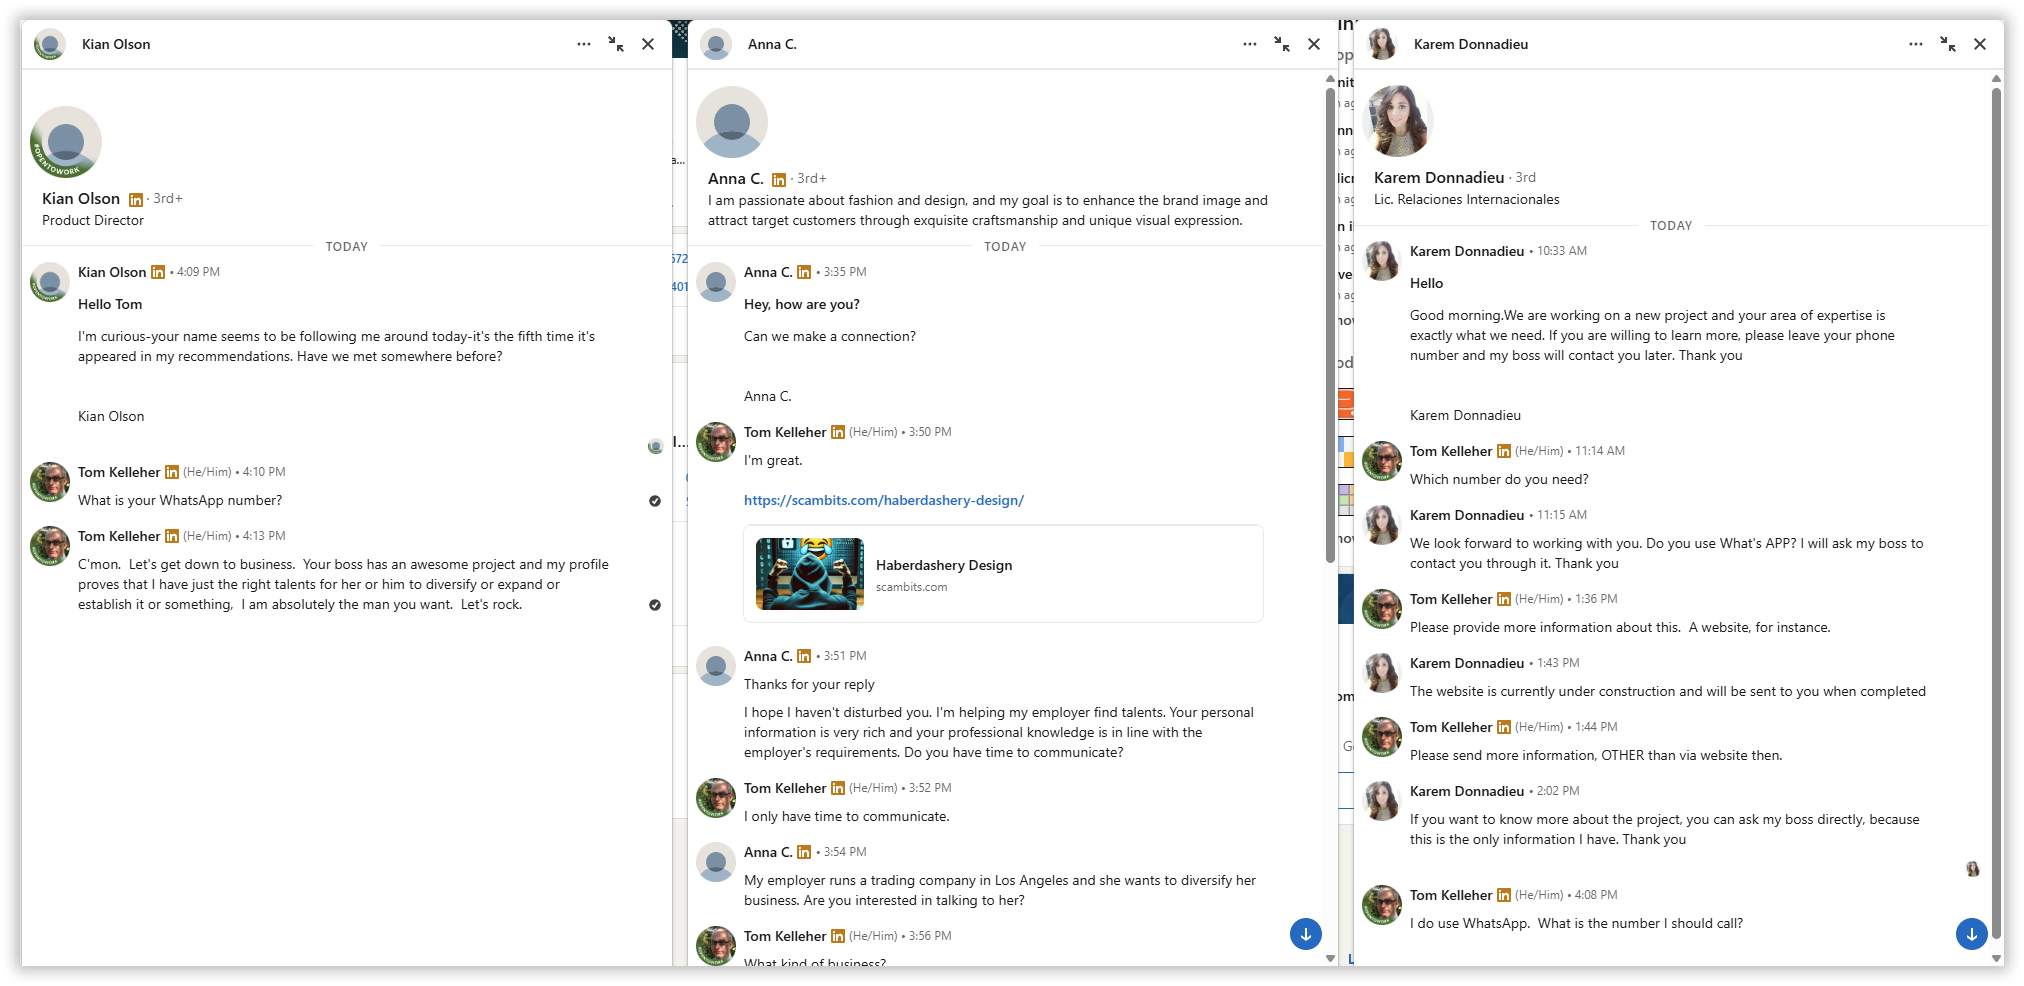 Kian Olson
#OPENTOWORK
Kian Olson in · 3rd+
Product Director
TODAY
Kian Olson in • 4:09 PM
Hello Tom
I'm curious-your name seems to be following me around today-it's the fifth time it's
appeared in my recommendations. Have we met somewhere before?
Kian Olson
Tom Kelleher in (He/Him) • 4:10 PM
What is your WhatsApp number?
Tom Kelleher in (He/Him) • 4:13 PM
C'mon.  Let's get down to business.  Your boss has an awesome project and my profile
proves that I have just the right talents for her or him to diversify or expand or
establish it or something,  I am absolutely the man you want.  Let's rock.
Anna C.
Anna C. in · 3rd+
I am passionate about fashion and design, and my goal is to enhance the brand image and
attract target customers through exquisite craftsmanship and unique visual expression.
TODAY
Anna C. in • 3:35 PM
Hey, how are you?
Can we make a connection?
Anna C.
Tom Kelleher in (He/Him) • 3:50 PM
I'm great.
https://scambits.com/haberdashery-design/
Haberdashery Design
scambits.com
Anna C. in • 3:51 PM
Thanks for your reply
I hope I haven't disturbed you. I'm helping my employer find talents. Your personal
information is very rich and your professional knowledge is in line with the
employer's requirements. Do you have time to communicate?
Tom Kelleher in (He/Him) • 3:52 PM
I only have time to communicate.
Anna C. in • 3:54 PM
My employer runs a trading company in Los Angeles and she wants to diversify her
business. Are you interested in talking to her?
Tom Kelleher in (He/Him) • 3:56 PM
What kind of business?
Karem Donnadieu
Karem Donnadieu · 3rd
Lic. Relaciones Internacionales
TODAY
Karem Donnadieu • 10:33 AM
Hello
Good morning.We are working on a new project and your area of expertise is
exactly what we need. If you are willing to learn more, please leave your phone
number and my boss will contact you later. Thank you
Karem Donnadieu
Tom Kelleher in (He/Him) • 11:14 AM
Which number do you need?
Karem Donnadieu • 11:15 AM
We look forward to working with you. Do you use What's APP? I will ask my boss to
contact you through it. Thank you
Tom Kelleher in (He/Him) • 1:36 PM
Please provide more information about this.  A website, for instance.
Karem Donnadieu • 1:43 PM
The website is currently under construction and will be sent to you when completed
Tom Kelleher in (He/Him) • 1:44 PM
Please send more information, OTHER than via website then.
Karem Donnadieu • 2:02 PM
If you want to know more about the project, you can ask my boss directly, because
this is the only information I have. Thank you
Tom Kelleher in (He/Him) • 4:08 PM
I do use WhatsApp.  What is the number I should call?